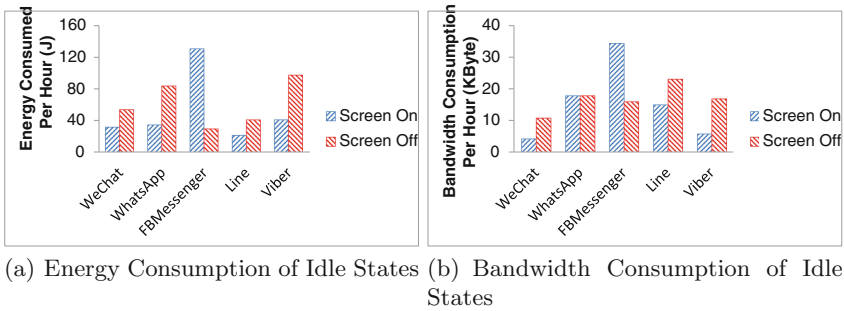 Energy Consumed
Per Hour (J)
160
120
80
40
0
WeChat
WhatsApp
FBMessenger
Line
Viber
Screen On
Screen Off
(a) Energy Consumption of Idle States
Bandwidth Consumption
Per Hour (KByte)
40
30
20
10
0
WeChat
WhatsApp
FBMessenger
Line
Viber
Screen On
Screen Off
(b) Bandwidth Consumption of Idle
States